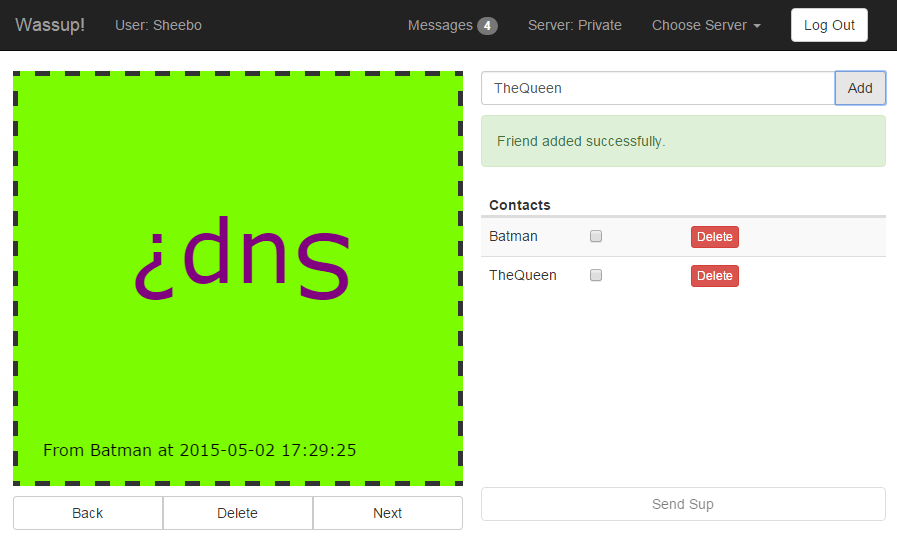 Wassup! User: Sheebo Messages 4 Server: Private Choose Server Log Out
Sup?
From Batman at 2015-05-02 17:29:25
Back Delete Next
TheQueen Add
Friend added successfully.
Contacts
Batman Delete
TheQueen Delete
Send Sup